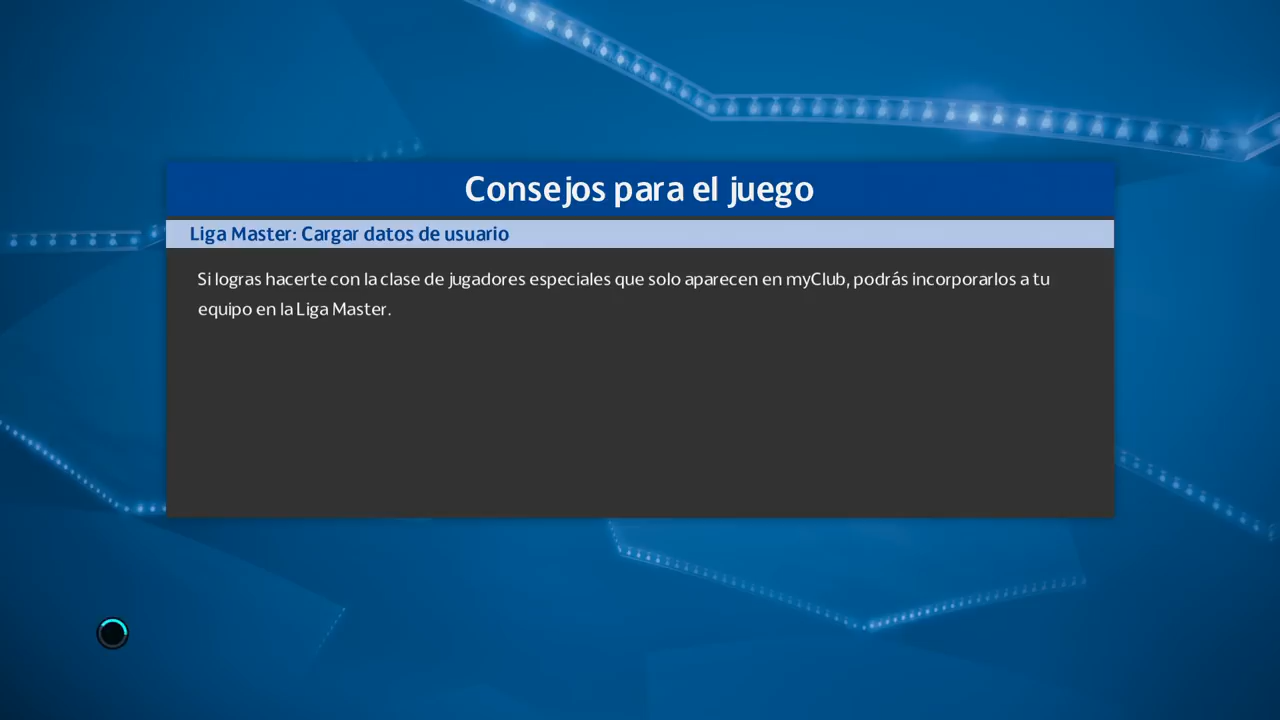 Consejos para el juego
Liga Master: Cargar datos de usuario
Si logras hacerte con la clase de jugadores especiales que solo aparecen en myClub, podrás incorporarlos a tu
equipo en la Liga Master.